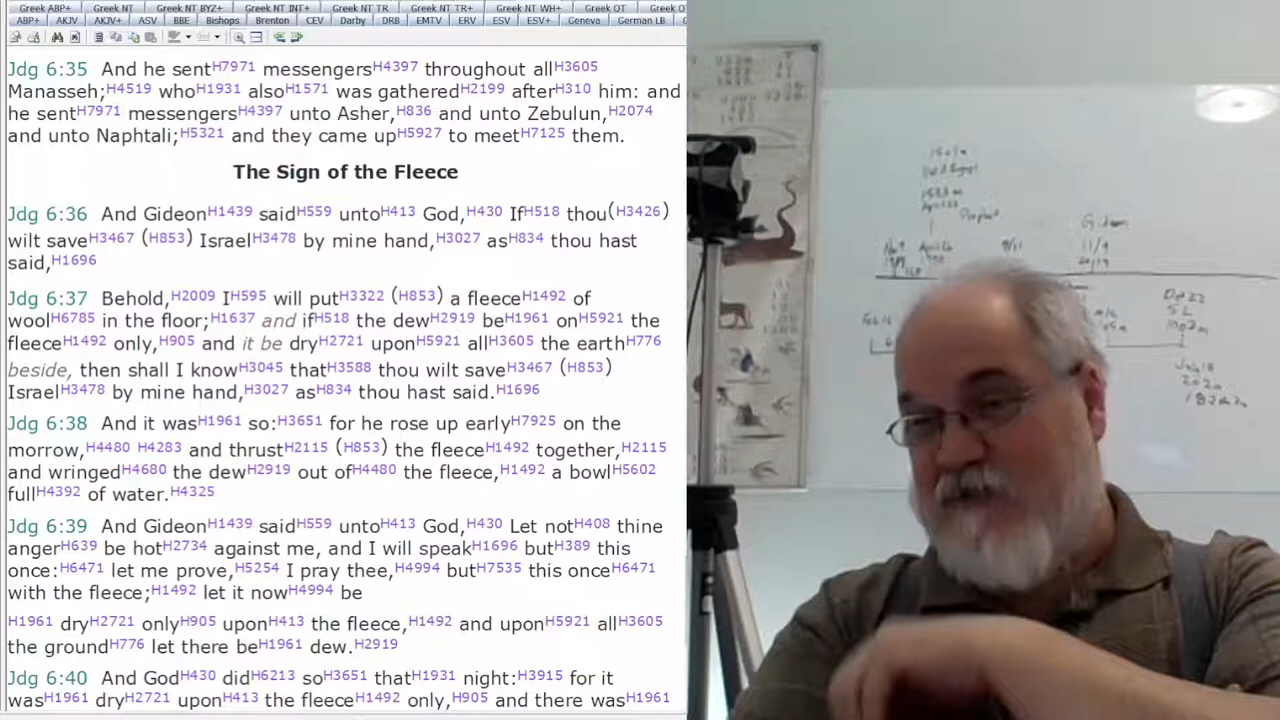 Greek ABP+ Greek NT Greek NT BYZ+ Greek NT INT+ Greek NT TR Greek NT TR+ Greek NT WH+ Greek OT Greek O
ABP+ AKJV AKJV+ ASV BBE Bishops Brenton CEV Darby DRB EMTV ERV ESV ESV+ Geneva German LB
Jdg 6:35 And he sentH7971 messengersH4397 throughout allH3605
Manasseh;H4519 whoH1931 alsoH1571 was gatheredH2199 afterH310 him: and
he sentH7971 messengersH4397 unto Asher,H836 and unto Zebulun,H2074
and unto Naphtali;H5321 and they came upH5927 to meetH7125 them.
The Sign of the Fleece
Jdg 6:36 And GideonH1439 saidH559 untoH413 God,H430 IfH518 thou(H3426)
wilt saveH3467 (H853) IsraelH3478 by mine hand,H3027 asH834 thou hast
said,H1696
Jdg 6:37 Behold,H2009 IH595 will putH3322 (H853) a fleeceH1492 of
woolH6785 in the floor;H1637 and ifH518 the dewH2919 beH1961 onH5921 the
fleeceH1492 only,H905 and it be dryH2721 uponH5921 allH3605 the earthH776
beside, then shall I knowH3045 thatH3588 thou wilt saveH3467 (H853)
IsraelH3478 by mine hand,H3027 asH834 thou hast said.H1696
Jdg 6:38 And it wasH1961 so:H3651 for he rose up earlyH7925 on the
morrow,H4480 H4283 and thrustH2115 (H853) the fleeceH1492 together,H2115
and wringedH4680 the dewH2919 out ofH4480 the fleece,H1492 a bowlH5602
fullH4392 of water.H4325
Jdg 6:39 And GideonH1439 saidH559 untoH413 God,H430 Let notH408 thine
angerH639 be hotH2734 against me, and I will speakH1696 butH389 this
once:H6471 let me prove,H5254 I pray thee,H4994 butH7535 this onceH6471
with the fleece;H1492 let it nowH4994 be
H1961 dryH2721 onlyH905 uponH413 the fleece,H1492 and uponH5921 allH3605
the groundH776 let there beH1961 dew.H2919
Jdg 6:40 And GodH430 didH6213 soH3651 thatH1931 night:H3915 for it
wasH1961 dryH2721 uponH413 the fleeceH1492 only,H905 and there wasH1961
Prophet
Gideon
9/11
11/9
2019
Oct 22
July 18
2020